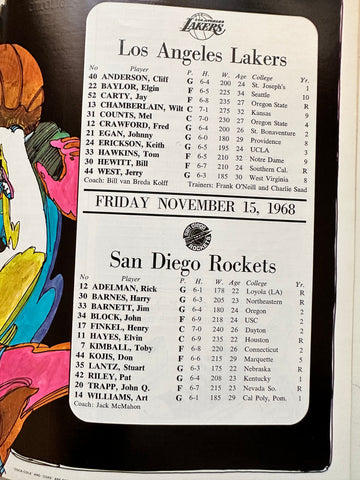 LOS ANGELES
LAKERS
Los Angeles Lakers
No Player P. H. W. Age College Yr.
40 ANDERSON, Cliff G 6-4 200 24 St. Joseph's 1
22 BAYLOR, Elgin F 6-5 225 34 Seattle 10
52 CARTY, Jay F 6-8 235 27 Oregon State R
13 CHAMBERLAIN, Wilt C 7-1 275 32 Kansas 9
31 COUNTS, Mel C 7-0 230 27 Oregon State 4
12 CRAWFORD, Fred G 6-4 200 26 St. Bonaventure 2
21 EGAN, Johnny G 6-0 180 29 Providence 8
24 ERICKSON, Keith G 6-5 195 24 UCLA 3
33 HAWKINS, Tom F 6-5 210 32 Notre Dame 9
30 HEWITT, Bill F 6-7 210 24 Southern Cal. R
44 WEST, Jerry G 6-3 185 30 West Virginia 8
Coach: Bill van Breda Kolff Trainers: Frank O'Neill and Charlie Saad
FRIDAY NOVEMBER 15, 1968
SAN DIEGO
ROCKETS
San Diego Rockets
No Player P. H. W. Age College Yr.
12 ADELMAN, Rick G 6-1 178 22 Loyola (LA) R
30 BARNES, Harry G 6-3 205 23 Northeastern R
33 BARNETT, Jim G 6-4 180 24 Oregon 2
34 BLOCK, John F 6-9 218 24 USC 2
17 FINKEL, Henry C 7-0 240 26 Dayton 2
11 HAYES, Elvin C 6-9 235 22 Houston R
7 KIMBALL, Toby F 6-8 226 26 Connecticut 2
44 KOJIS, Don F 6-6 215 29 Marquette 5
35 LANTZ, Stuart G 6-3 175 22 Nebraska R
42 RILEY, Pat G 6-4 208 23 Kentucky 1
20 TRAPP, John Q. F 6-7 215 23 Nevada So. R
14 WILLIAMS, Art G 6-1 185 29 Cal Poly, Pom. 1
Coach: Jack McMahon